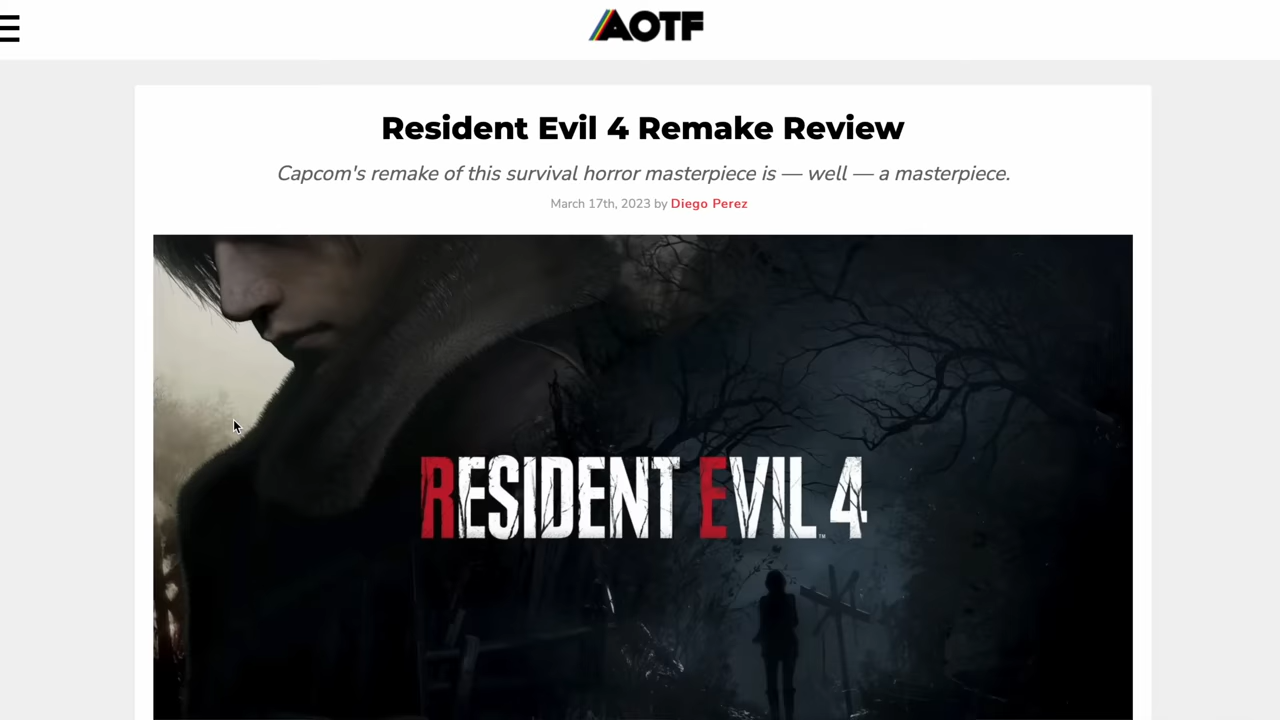 AOTF
Resident Evil 4 Remake Review
Capcom's remake of this survival horror masterpiece is — well — a masterpiece.
March 17th, 2023 by Diego Perez
RESIDENT EVIL 4™